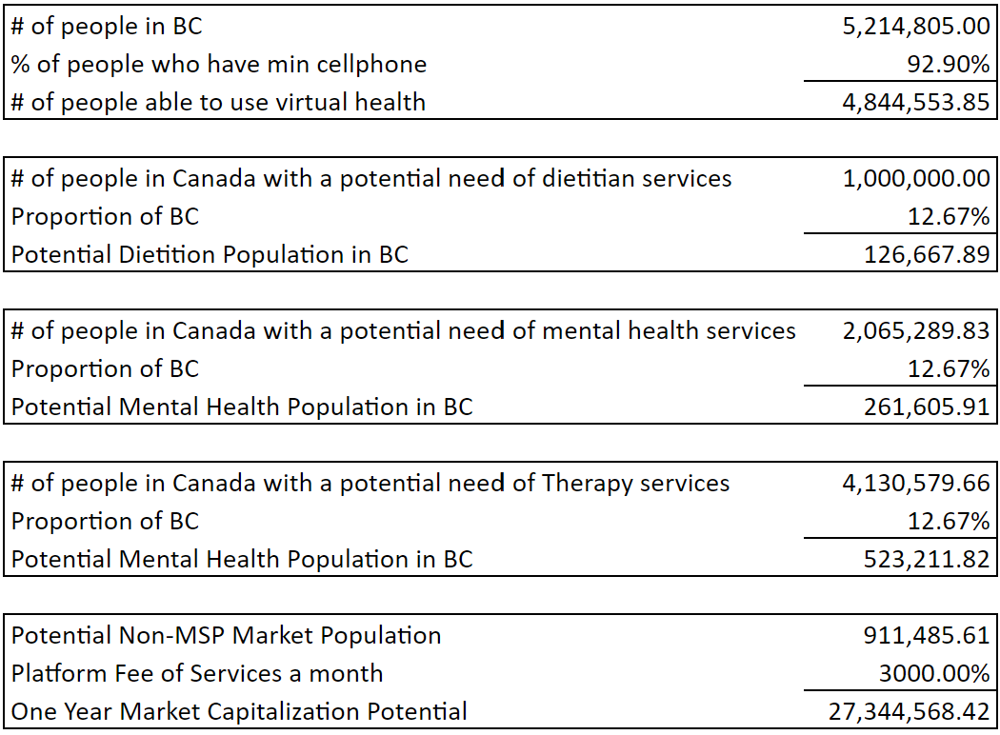 # of people in BC 5,214,805.00
% of people who have min cellphone 92.90%
# of people able to use virtual health 4,844,553.85
# of people in Canada with a potential need of dietitian services 1,000,000.00
Proportion of BC 12.67%
Potential Dietition Population in BC 126,667.89
# of people in Canada with a potential need of mental health services 2,065,289.83
Proportion of BC 12.67%
Potential Mental Health Population in BC 261,605.91
# of people in Canada with a potential need of Therapy services 4,130,579.66
Proportion of BC 12.67%
Potential Mental Health Population in BC 523,211.82
Potential Non-MSP Market Population 911,485.61
Platform Fee of Services a month 3000.00%
One Year Market Capitalization Potential 27,344,568.42